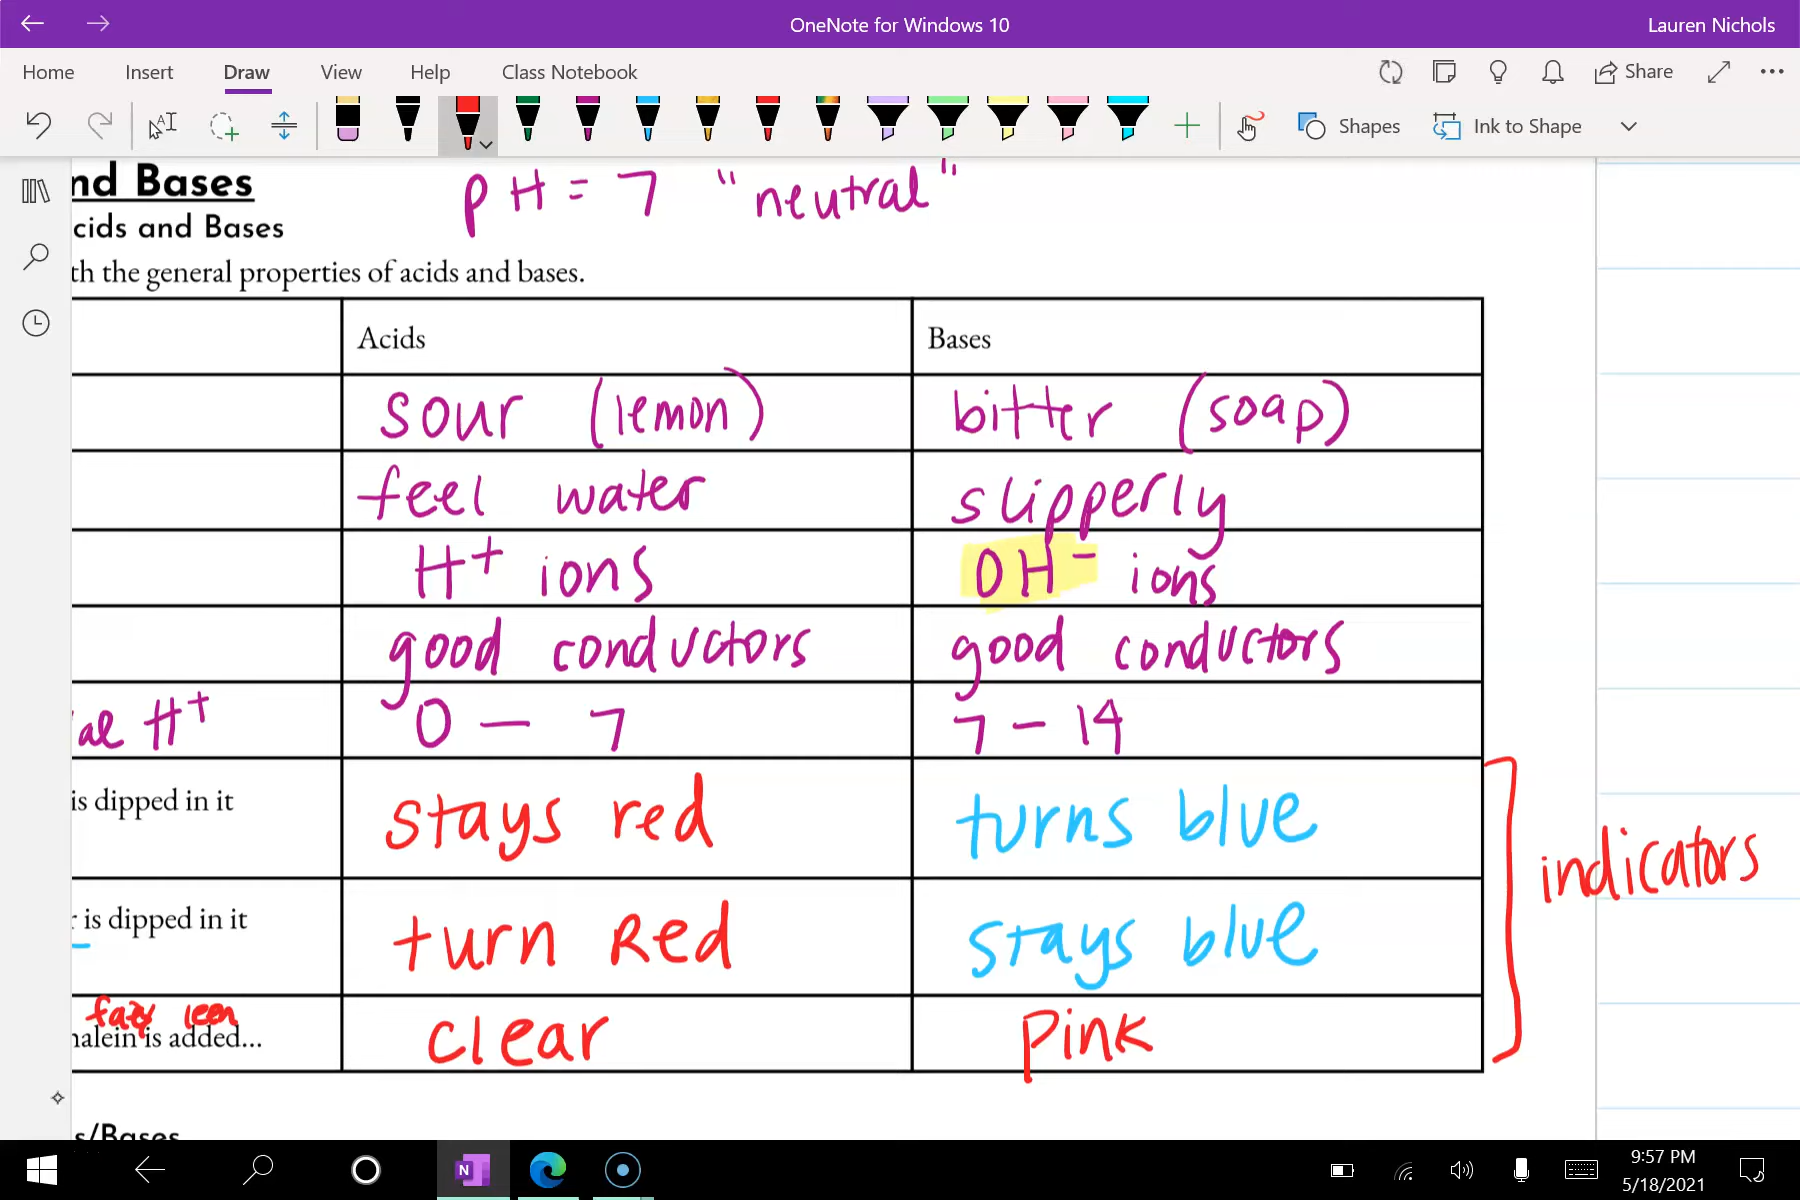 OneNote for Windows 10
Lauren Nichols
Home Insert Draw View Help Class Notebook Share
Shapes Ink to Shape
nd Bases
pH = 7 "neutral"
cids and Bases
th the general properties of acids and bases.
Acids Bases
sour (lemon) bitter (soap)
feel water slipperly
H+ ions OH- ions
good conductors good conductors
al H+ 0 - 7 7 - 14
is dipped in it stays red turns blue
r is dipped in it turn Red stays blue
leen
nalein is added... clear Pink
indicators
s/Bases
9:57 PM
5/18/2021